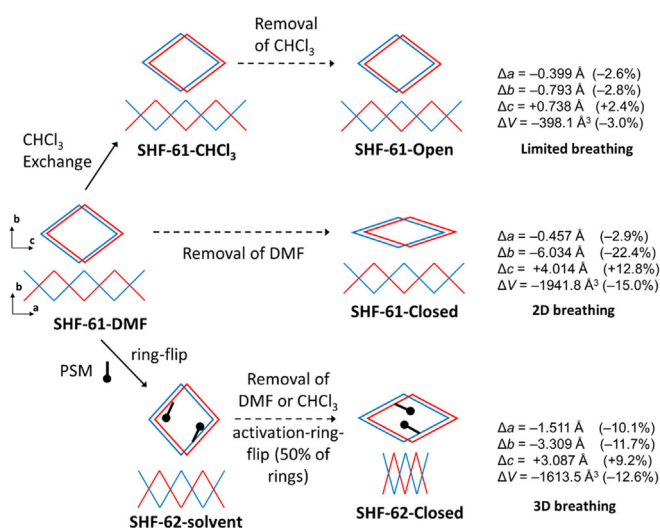 Removal
of CHCl3
CHCl3
Exchange
SHF-61-CHCl3
SHF-61-Open
Δa = –0.399 Å (–2.6%)
Δb = –0.793 Å (–2.8%)
Δc = +0.738 Å (+2.4%)
ΔV = –398.1 Å3 (–3.0%)
Limited breathing
b
c
b
a
SHF-61-DMF
Removal of DMF
SHF-61-Closed
Δa = –0.457 Å (–2.9%)
Δb = –6.034 Å (–22.4%)
Δc = +4.014 Å (+12.8%)
ΔV = –1941.8 Å3 (–15.0%)
2D breathing
PSM
ring-flip
SHF-62-solvent
Removal of
DMF or CHCl3
activation-ring-
flip (50% of
rings)
SHF-62-Closed
Δa = –1.511 Å (–10.1%)
Δb = –3.309 Å (–11.7%)
Δc = +3.087 Å (+9.2%)
ΔV = –1613.5 Å3 (–12.6%)
3D breathing